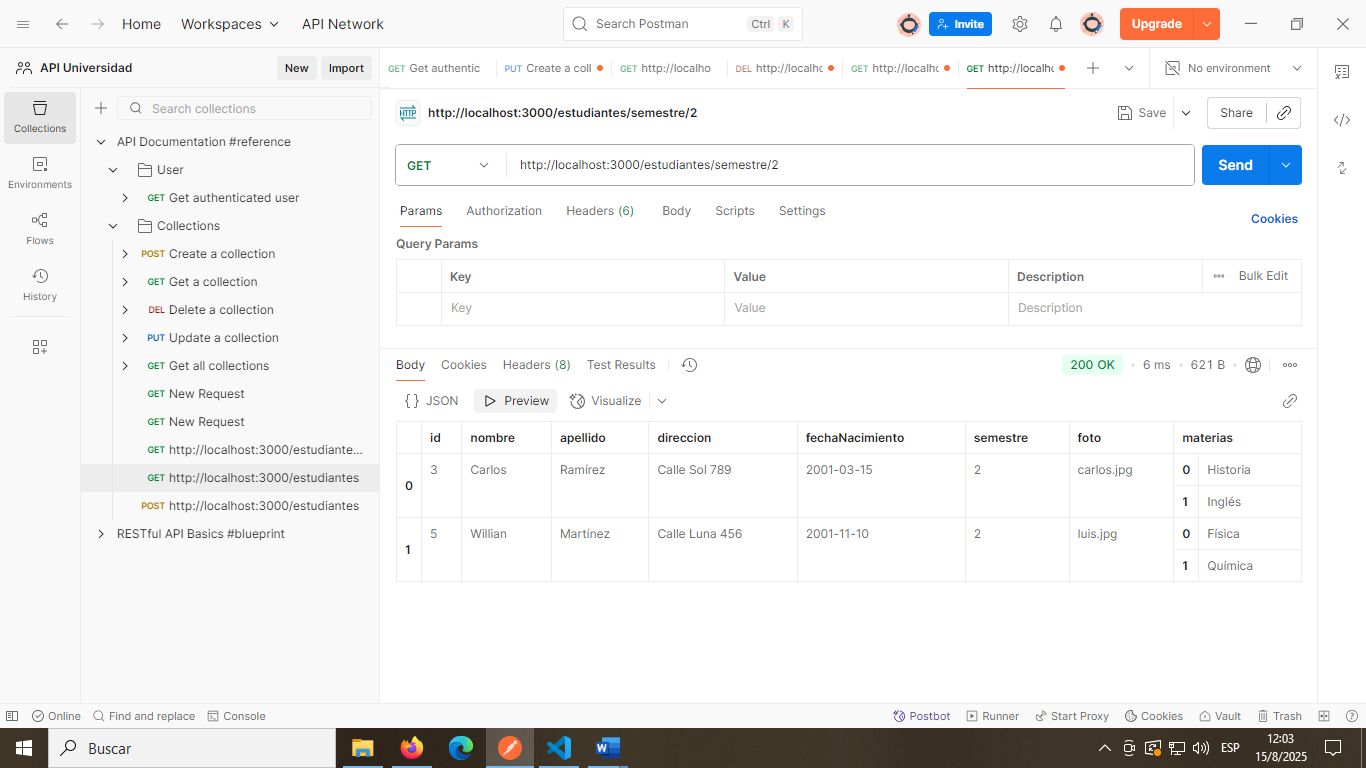 Home Workspaces API Network Search Postman Ctrl K Invite Upgrade
API Universidad New Import
GET Get authentic PUT Create a coll GET http://localho DEL http://localhc GET http://localhc GET http://localhc No environment
Collections
Environments
Flows
History
Search collections
API Documentation #reference
User
GET Get authenticated user
Collections
POST Create a collection
GET Get a collection
DEL Delete a collection
PUT Update a collection
GET Get all collections
GET New Request
GET New Request
GET http://localhost:3000/estudiante...
GET http://localhost:3000/estudiantes
POST http://localhost:3000/estudiantes
RESTful API Basics #blueprint
HTTP http://localhost:3000/estudiantes/semestre/2 Save Share
GET http://localhost:3000/estudiantes/semestre/2 Send
Params Authorization Headers (6) Body Scripts Settings Cookies
Query Params
Key Value Description Bulk Edit
Key Value Description
Body Cookies Headers (8) Test Results 200 OK 6 ms 621 B
{} JSON Preview Visualize
id nombre apellido direccion fechaNacimiento semestre foto materias
0 3 Carlos Ramírez Calle Sol 789 2001-03-15 2 carlos.jpg 0 Historia
1 Inglés
1 5 Willian Martínez Calle Luna 456 2001-11-10 2 luis.jpg 0 Física
1 Química
Online Find and replace Console Postbot Runner Start Proxy Cookies Vault Trash
Buscar ESP 12:03
15/8/2025